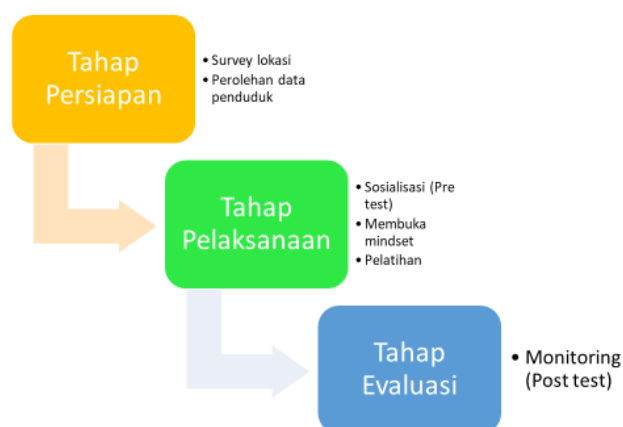 Tahap
Persiapan
• Survey lokasi
• Perolehan data
penduduk
Tahap
Pelaksanaan
• Sosialisasi (Pre
test)
• Membuka
mindset
• Pelatihan
Tahap
Evaluasi
• Monitoring
(Post test)